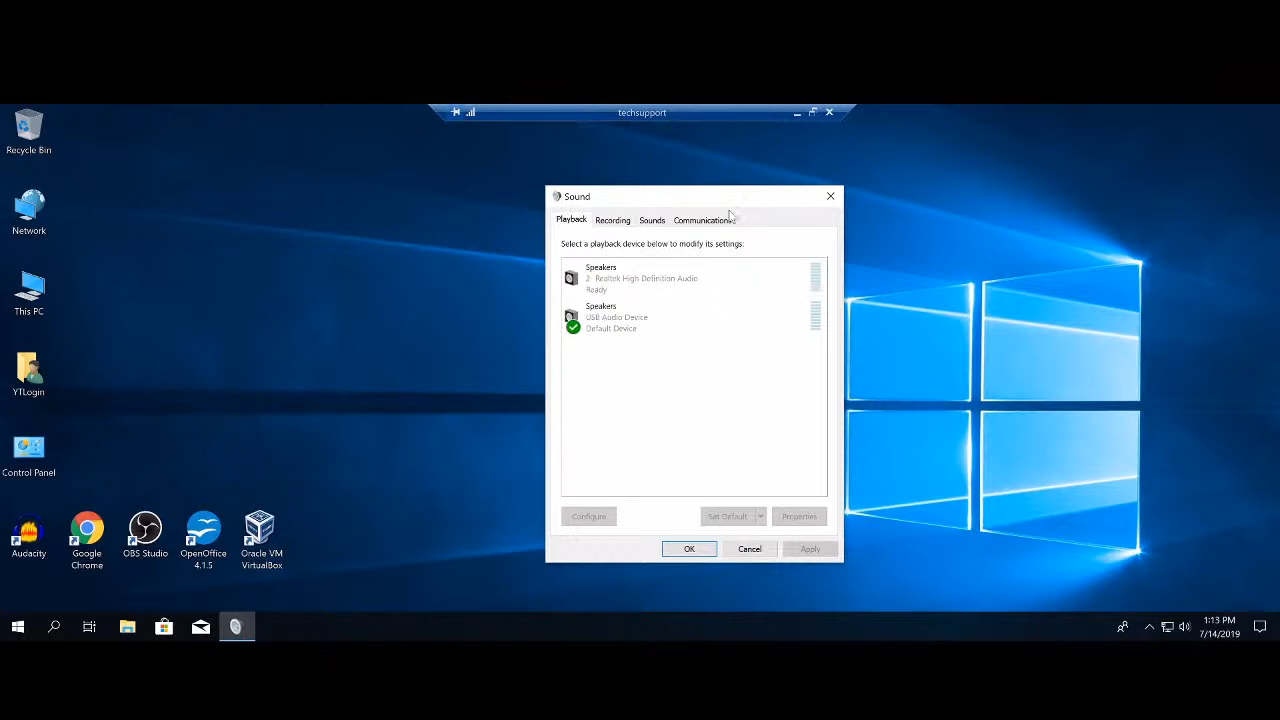 techsupport
Recycle Bin
Network
This PC
YTLogin
Control Panel
Audacity
Google
Chrome
OBS Studio
OpenOffice
4.1.5
Oracle VM
VirtualBox
Sound
Playback
Recording
Sounds
Communications
Select a playback device below to modify its settings:
Speakers
2- Realtek High Definition Audio
Ready
Speakers
USB Audio Device
Default Device
Configure
Set Default
Properties
OK
Cancel
Apply
1:13 PM
7/14/2019